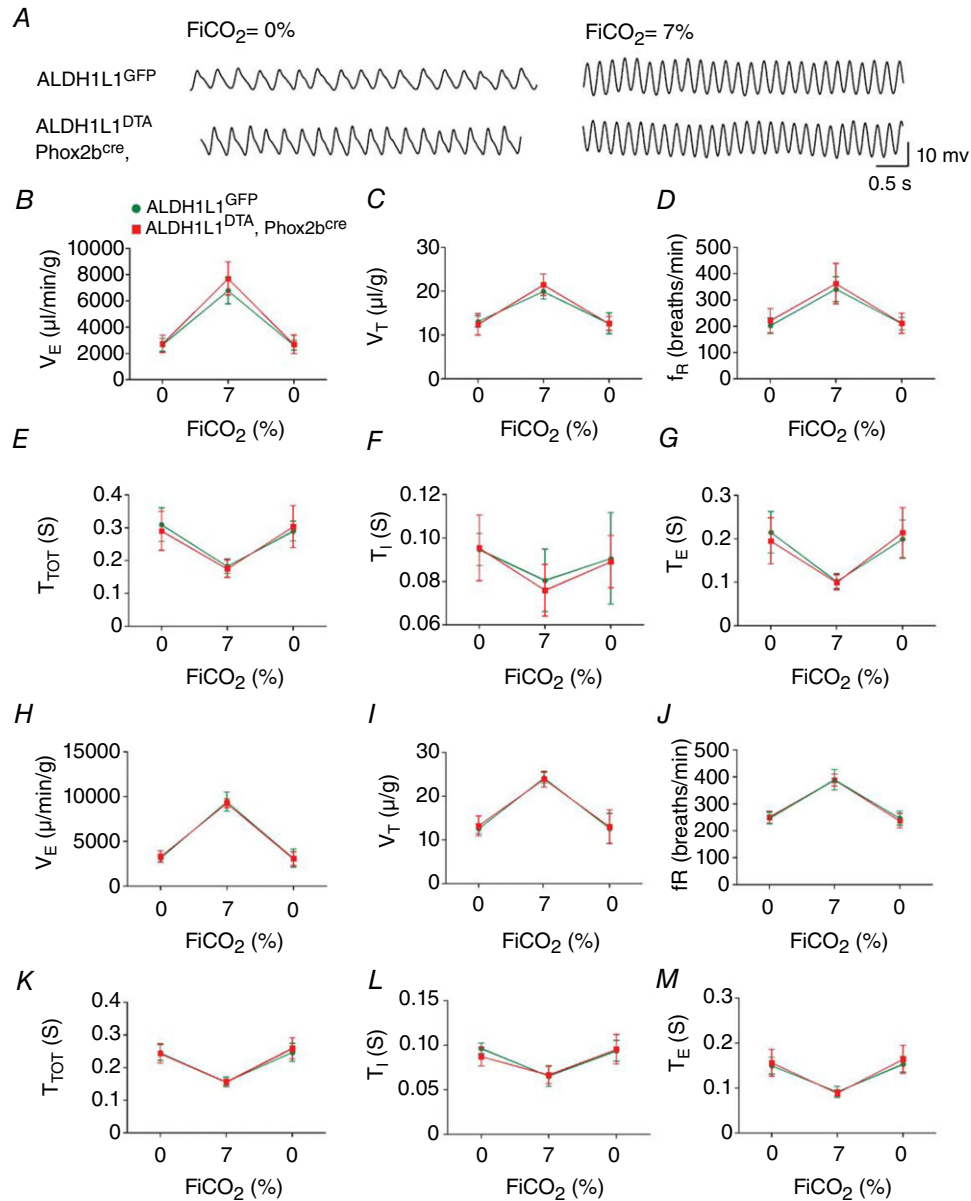 A
FiCO2= 0%
FiCO2= 7%
ALDH1L1GFP
ALDH1L1DTA
Phox2bcre,
10 mv
0.5 s
B
ALDH1L1GFP
ALDH1L1DTA, Phox2bcre
VE (µl/min/g)
10000
8000
6000
4000
2000
0
0 7 0
FiCO2 (%)
C
VT (µl/g)
30
20
10
0
0 7 0
FiCO2 (%)
D
fR (breaths/min)
500
400
300
200
100
0
0 7 0
FiCO2 (%)
E
TTOT (S)
0.4
0.3
0.2
0.1
0
0 7 0
FiCO2 (%)
F
TI (S)
0.12
0.10
0.08
0.06
0 7 0
FiCO2 (%)
G
TE (S)
0.3
0.2
0.1
0
0 7 0
FiCO2 (%)
H
VE (µ/min/g)
15000
10000
5000
0
0 7 0
FiCO2 (%)
I
VT (µ/g)
30
20
10
0
0 7 0
FiCO2 (%)
J
fR (breaths/min)
500
400
300
200
100
0
0 7 0
FiCO2 (%)
K
TTOT (S)
0.4
0.3
0.2
0.1
0
0 7 0
FiCO2 (%)
L
TI (S)
0.15
0.10
0.05
0
0 7 0
FiCO2 (%)
M
TE (S)
0.3
0.2
0.1
0
0 7 0
FiCO2 (%)